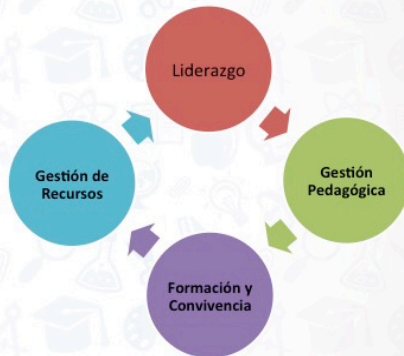 Liderazgo
Gestión
Pedagógica
Formación y
Convivencia
Gestión de
Recursos